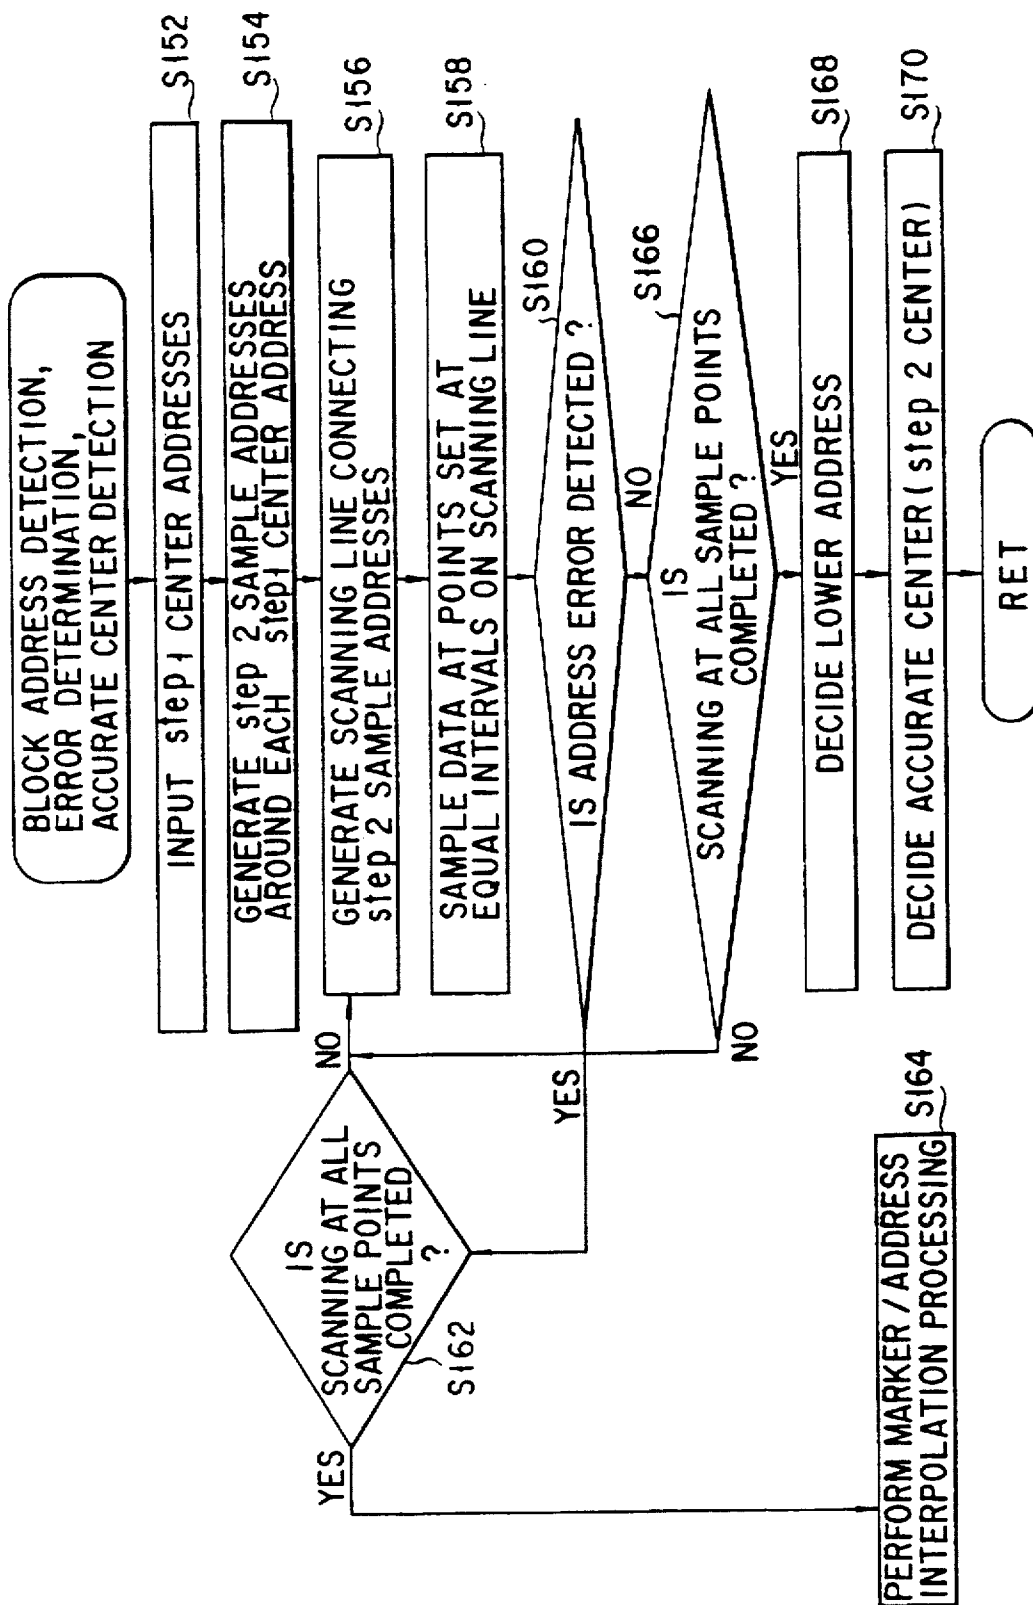 BLOCK ADDRESS DETECTION,
ERROR DETERMINATION,
ACCURATE CENTER DETECTION
INPUT step1 CENTER ADDRESSES
S152
GENERATE step 2 SAMPLE ADDRESSES
AROUND EACH step1 CENTER ADDRESS
S154
GENERATE SCANNING LINE CONNECTING
step 2 SAMPLE ADDRESSES
S156
SAMPLE DATA AT POINTS SET AT
EQUAL INTERVALS ON SCANNING LINE
S158
IS ADDRESS ERROR DETECTED ?
S160
YES
NO
IS
SCANNING AT ALL
SAMPLE POINTS
COMPLETED
?
S162
NO
YES
PERFORM MARKER / ADDRESS
INTERPOLATION PROCESSING
S164
IS
SCANNING AT ALL SAMPLE POINTS
COMPLETED ?
S166
NO
YES
DECIDE LOWER ADDRESS
S168
DECIDE ACCURATE CENTER (step 2 CENTER)
S170
RET